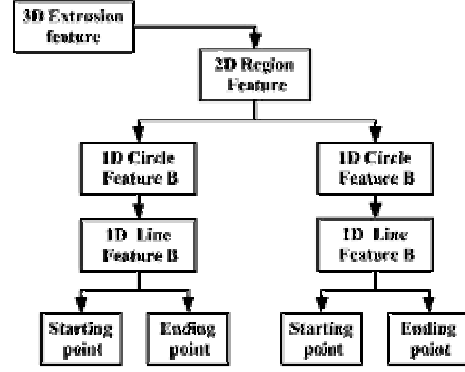 3D Extrusion
feature
2D Region
Feature
1D Circle
Feature B
1D Circle
Feature B
1D Line
Feature B
1D Line
Feature B
Starting
point
Ending
point
Starting
point
Ending
point